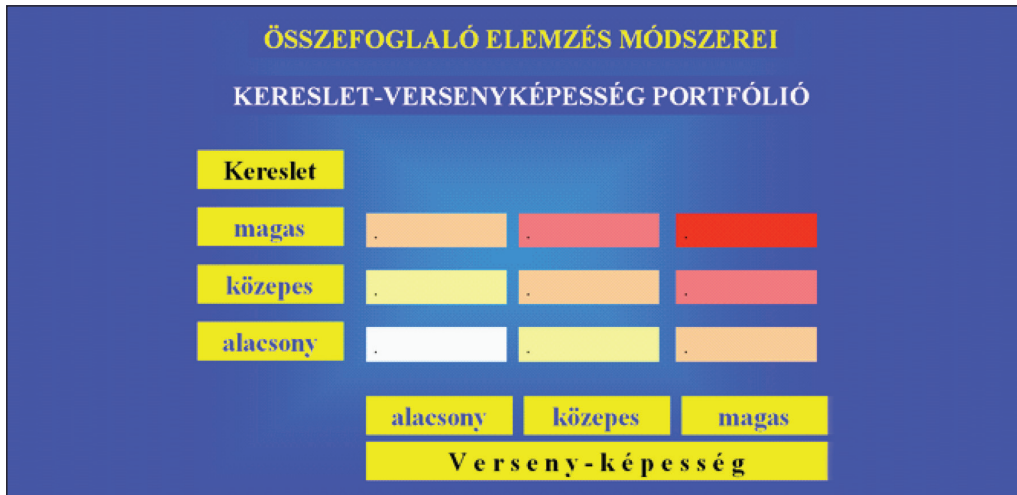 ÖSSZEFOGLALÓ ELEMZÉS MÓDSZEREI
KERESLET-VERSENYKÉPESSÉG PORTFÓLIÓ
Kereslet
magas . . .
közepes . . .
alacsony . . .
alacsony közepes magas
Verseny-képesség